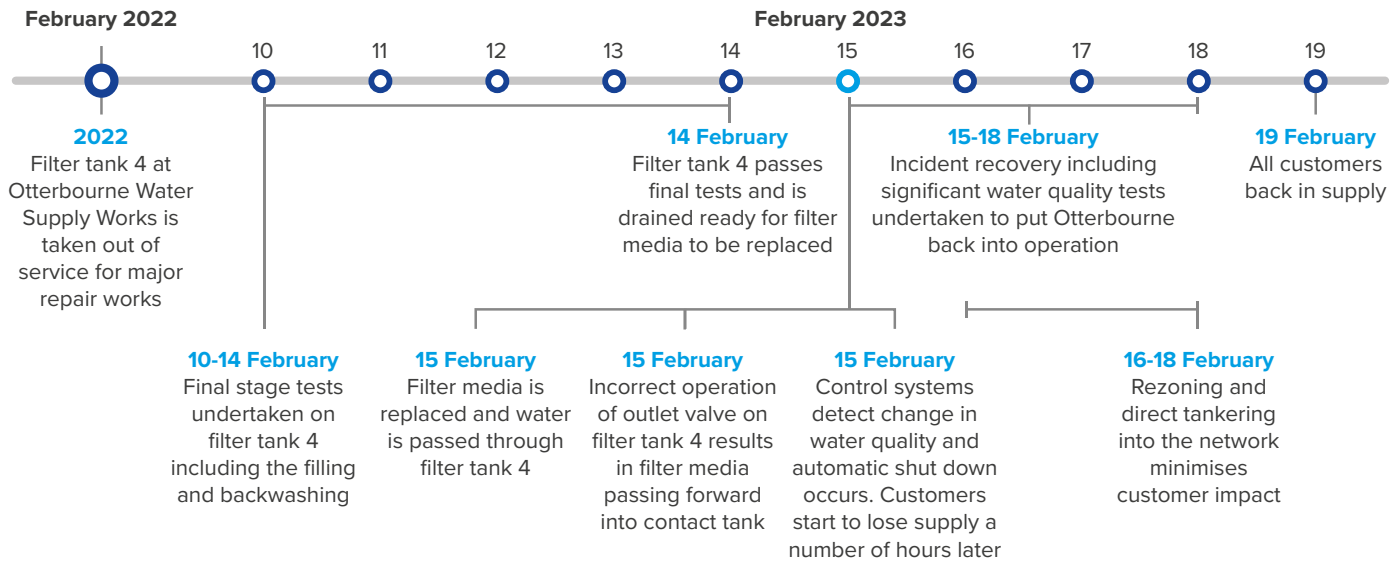 February 2022
February 2023
10
11
12
13
14
15
16
17
18
19
2022
Filter tank 4 at
Otterbourne Water
Supply Works is
taken out of
service for major
repair works
14 February
Filter tank 4 passes
final tests and is
drained ready for filter
media to be replaced
15-18 February
Incident recovery including
significant water quality tests
undertaken to put Otterbourne
back into operation
19 February
All customers
back in supply
10-14 February
Final stage tests
undertaken on
filter tank 4
including the filling
and backwashing
15 February
Filter media is
replaced and water
is passed through
filter tank 4
15 February
Incorrect operation
of outlet valve on
filter tank 4 results
in filter media
passing forward
into contact tank
15 February
Control systems
detect change in
water quality and
automatic shut down
occurs. Customers
start to lose supply a
number of hours later
16-18 February
Rezoning and
direct tankering
into the network
minimises
customer impact